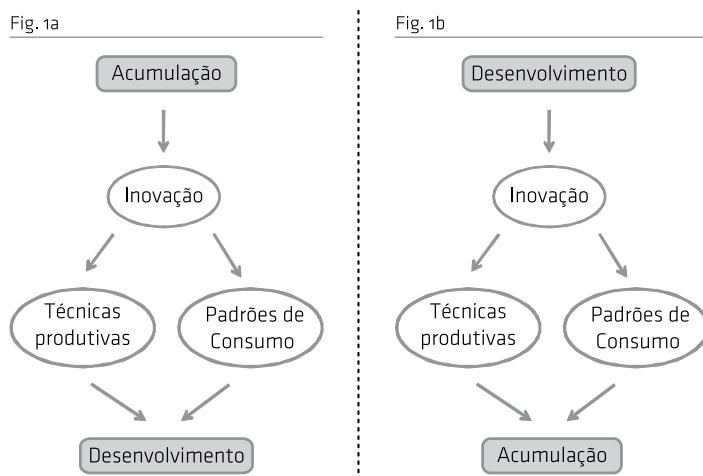 Fig. 1a
Acumulação
Inovação
Técnicas
produtivas
Padrões de
Consumo
Desenvolvimento
Fig. 1b
Desenvolvimento
Inovação
Técnicas
produtivas
Padrões de
Consumo
Acumulação